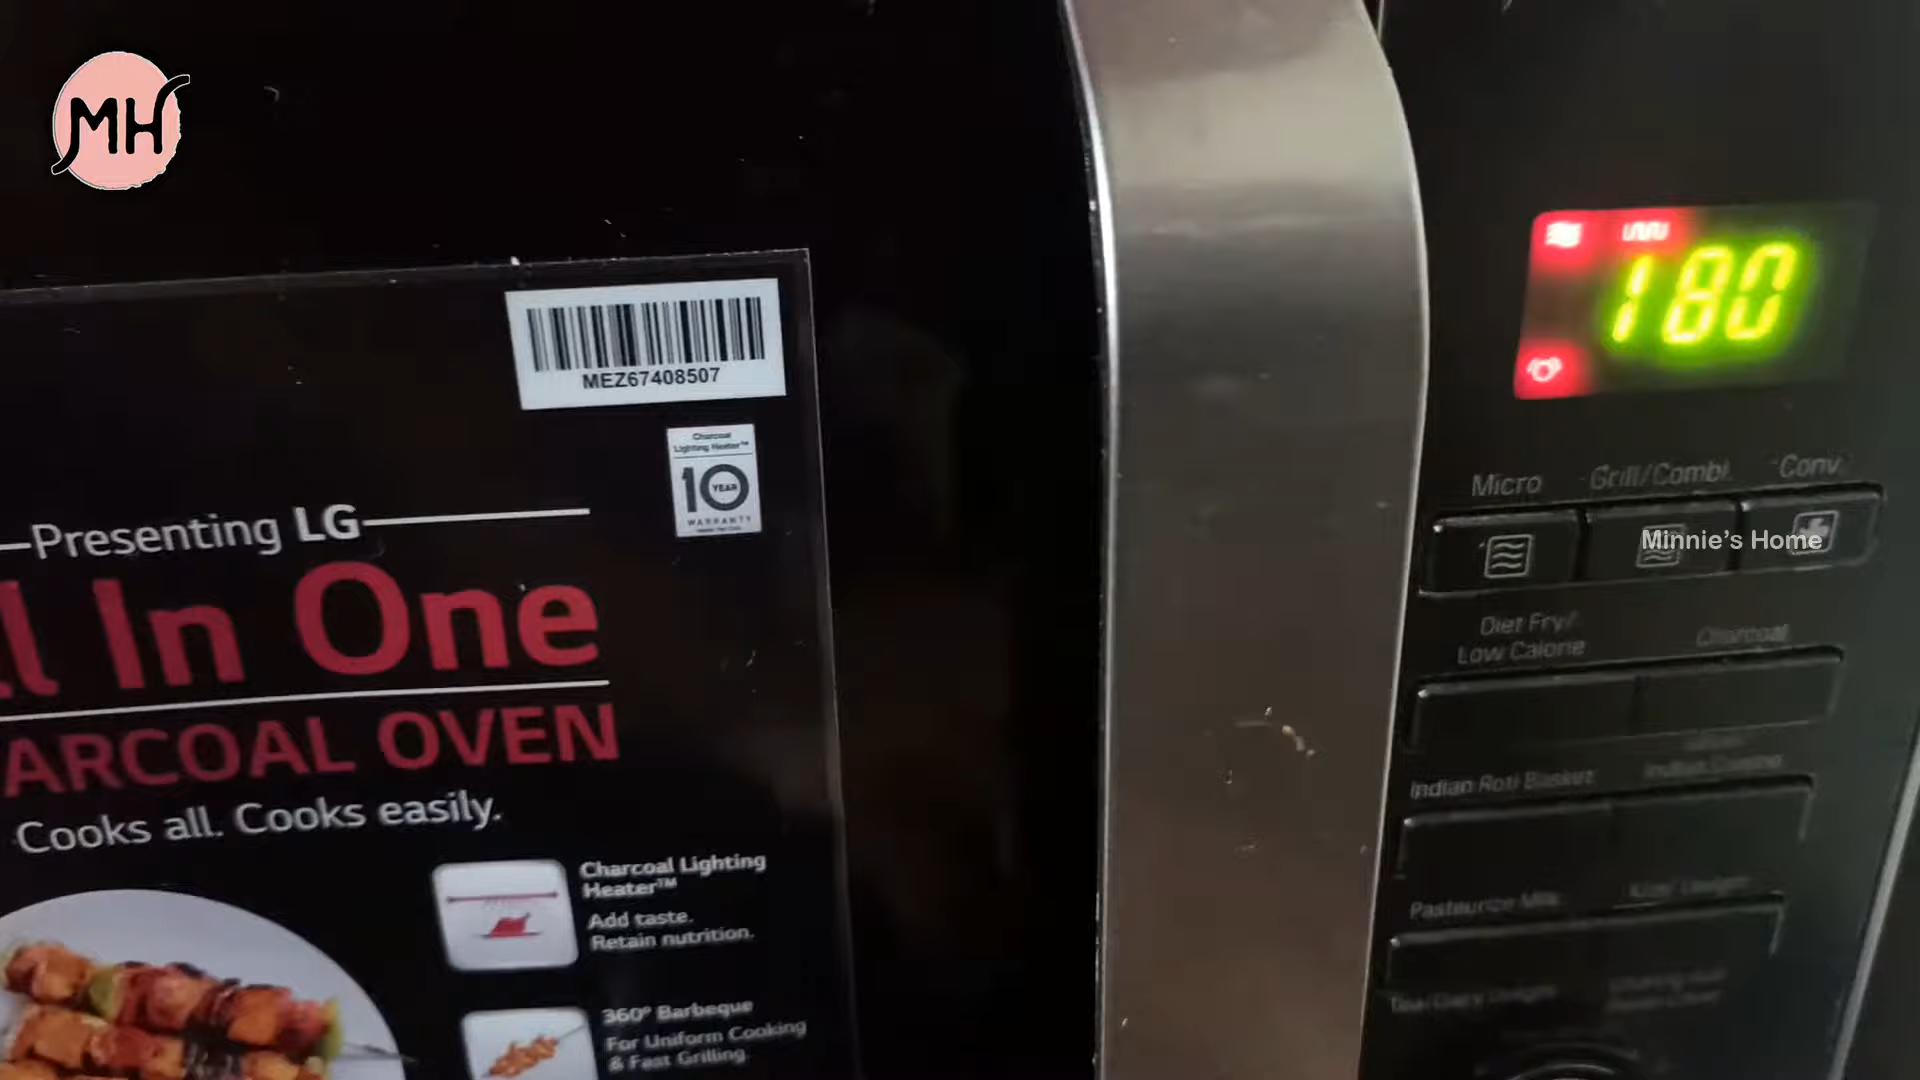 MH
180
MEZ67408507
Charcoal
Lighting Heater™
10
YEAR
WARRANTY
Presenting LG
ll In One
ARCOAL OVEN
Cooks all. Cooks easily.
Charcoal Lighting
Heater™
Add taste.
Retain nutrition.
360° Barbeque
For Uniform Cooking
& Fast Grilling
Micro
Grill/Combi.
Conv.
Minnie's Home
Diet Fry/
Low Calorie
Charcoal
Indian Roti Basket
Indian Cuisine
Pasteurize Milk